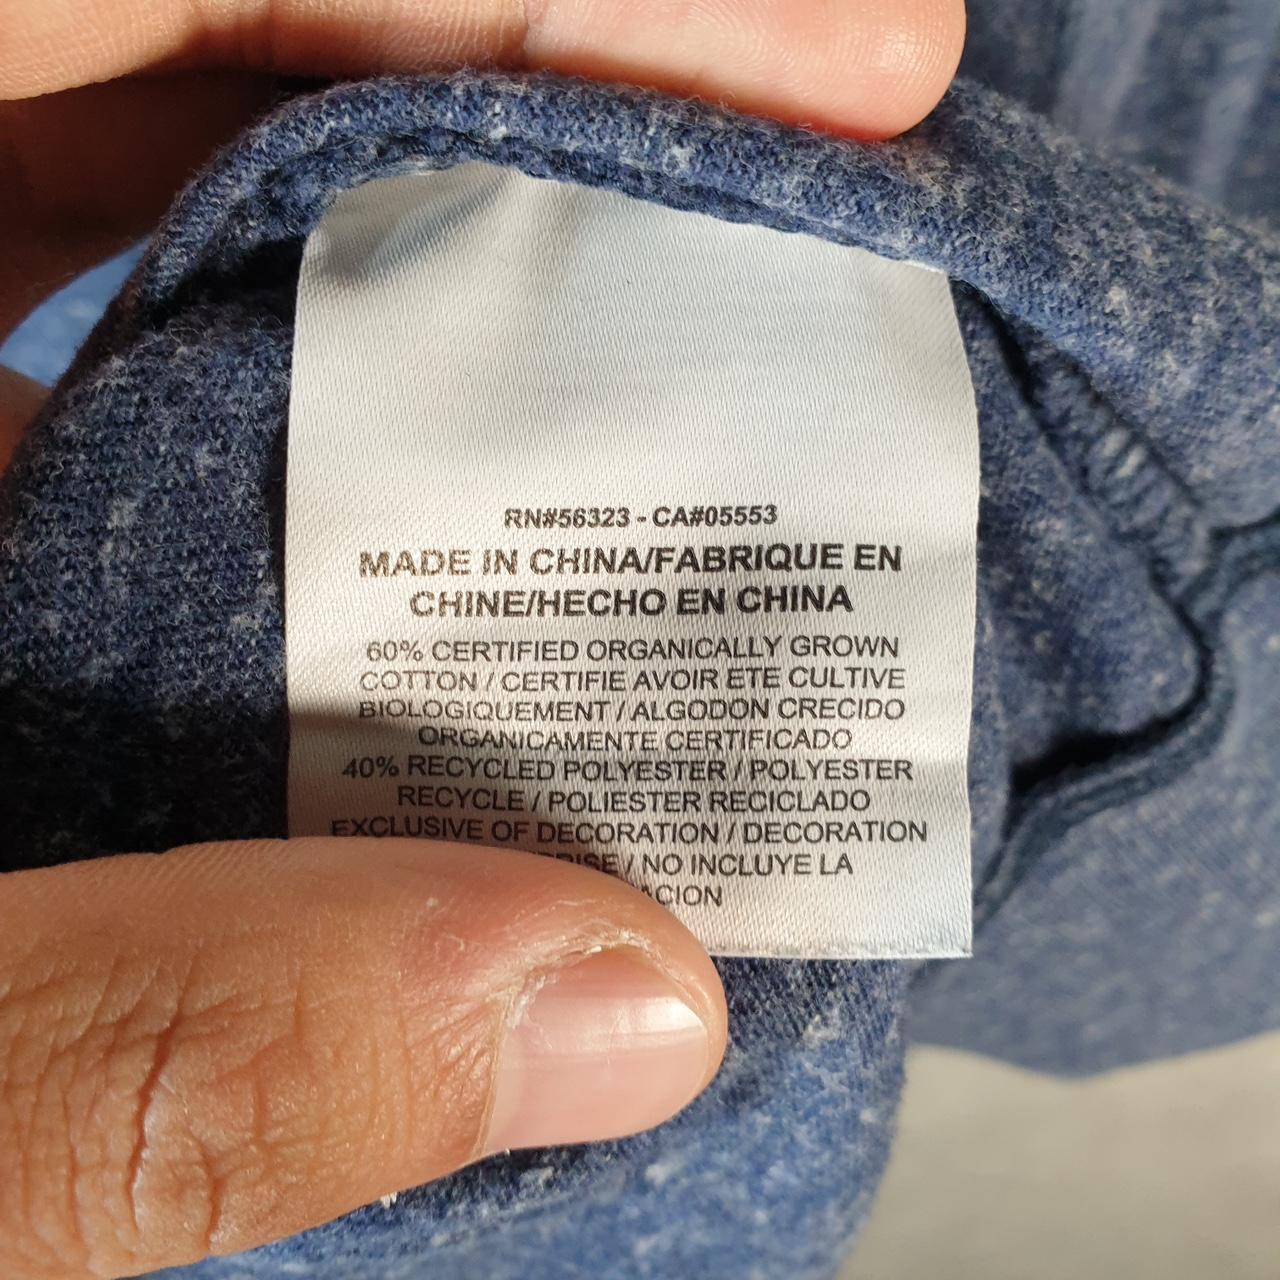 RN#56323 - CA#05553
MADE IN CHINA/FABRIQUE EN
CHINE/HECHO EN CHINA
60% CERTIFIED ORGANICALLY GROWN
COTTON / CERTIFIE AVOIR ETE CULTIVE
BIOLOGIQUEMENT / ALGODON CRECIDO
ORGANICAMENTE CERTIFICADO
40% RECYCLED POLYESTER / POLYESTER
RECYCLE / POLIESTER RECICLADO
EXCLUSIVE OF DECORATION / DECORATION
/ NO INCLUYE LA